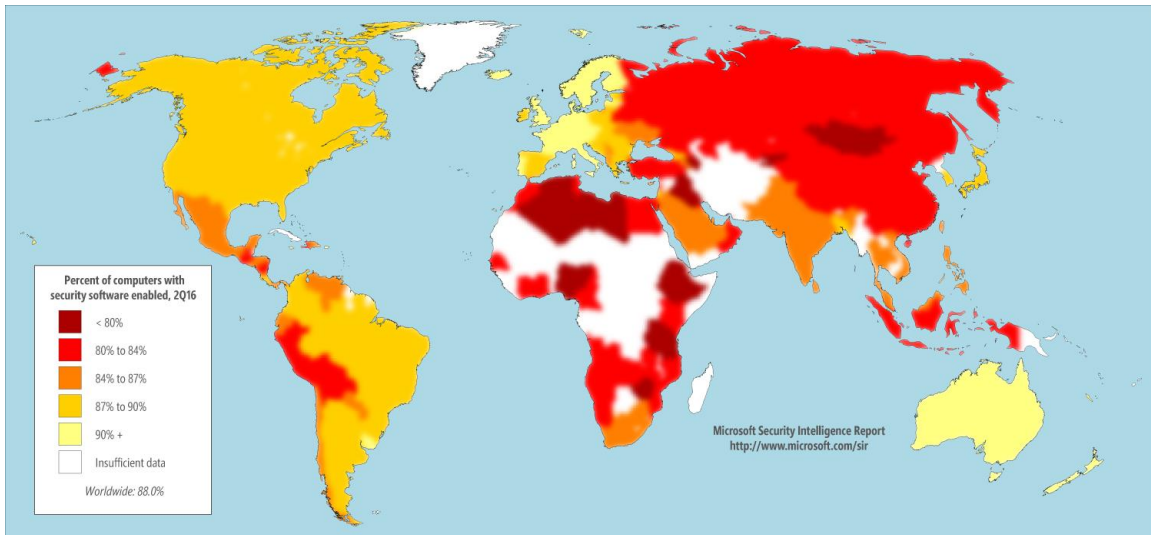 Percent of computers with
security software enabled, 2Q16
< 80%
80% to 84%
84% to 87%
87% to 90%
90% +
Insufficient data
Worldwide: 88.0%
Microsoft Security Intelligence Report
http://www.microsoft.com/sir